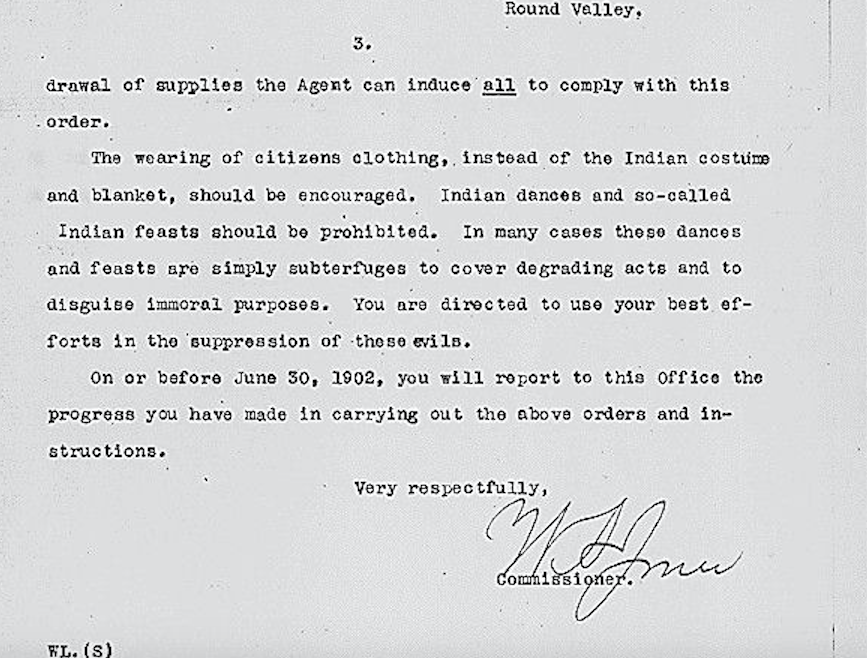 Round Valley.
3.
drawal of supplies the Agent can induce all to comply with this
order.
The wearing of citizens clothing, instead of the Indian costume
and blanket, should be encouraged. Indian dances and so-called
Indian feasts should be prohibited. In many cases these dances
and feasts are simply subterfuges to cover degrading acts and to
disguise immoral purposes. You are directed to use your best ef-
forts in the suppression of these evils.
On or before June 30, 1902, you will report to this Office the
progress you have made in carrying out the above orders and in-
structions.
Very respectfully,
W A Jones
Commissioner.
WL.(S)